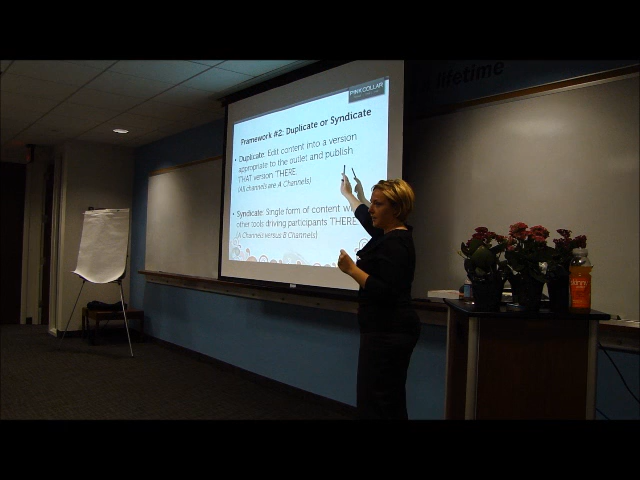 a lifetime
PINK COLLAR
Framework #2: Duplicate or Syndicate
• Duplicate: Edit content into a version
appropriate to the outlet and publish
THAT version THERE.
(All channels are A Channels)
• Syndicate: Single form of content
other tools driving participants THERE
(A Channels versus B Channels)